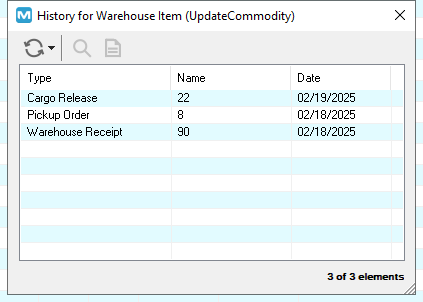 History for Warehouse Item (UpdateCommodity)
Type Name Date
Cargo Release 22 02/19/2025
Pickup Order 8 02/18/2025
Warehouse Receipt 90 02/18/2025
3 of 3 elements